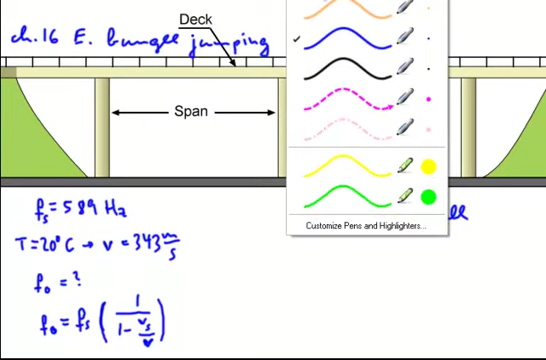 Deck
ch.16 E. bungee jumping
Span
fs = 589 Hz
T = 20°C → v = 343 m/s
fo = ?
fo = fs ( 1 / (1 - vs/v) )
Customize Pens and Highlighters...